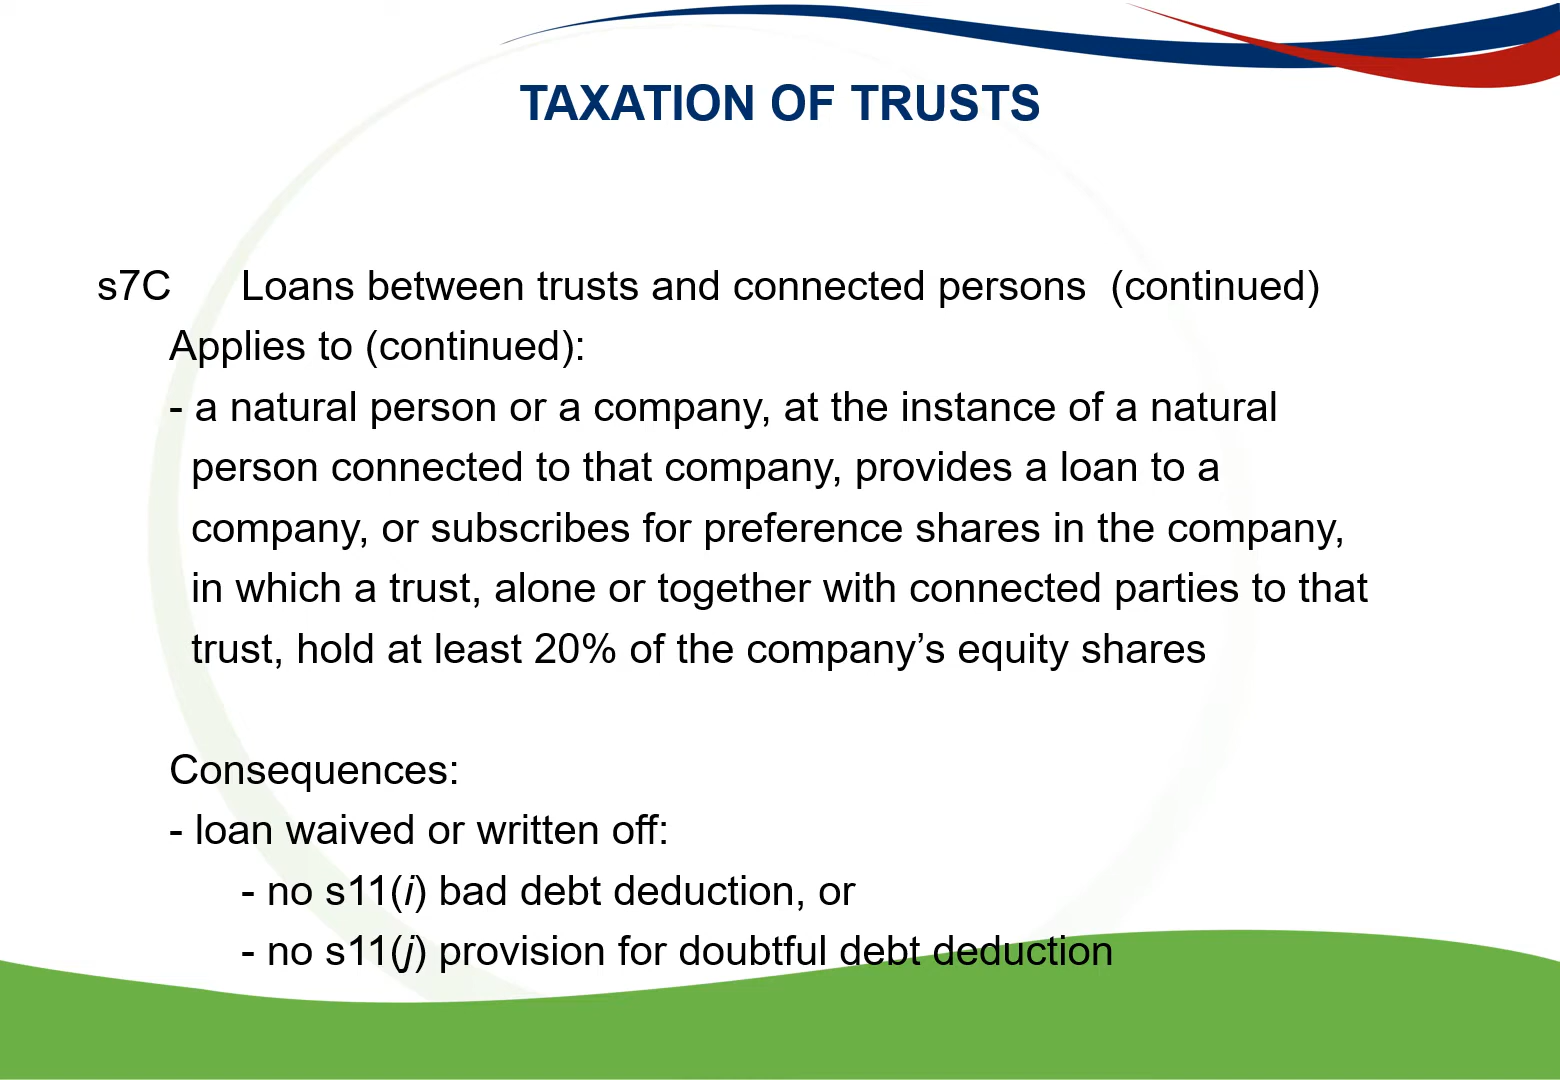 TAXATION OF TRUSTS
s7C Loans between trusts and connected persons (continued)
Applies to (continued):
- a natural person or a company, at the instance of a natural
person connected to that company, provides a loan to a
company, or subscribes for preference shares in the company,
in which a trust, alone or together with connected parties to that
trust, hold at least 20% of the company’s equity shares
Consequences:
- loan waived or written off:
- no s11(i) bad debt deduction, or
- no s11(j) provision for doubtful debt deduction